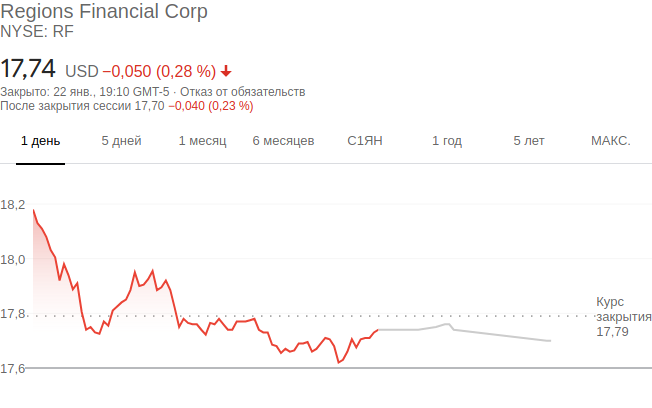 Regions Financial Corp
NYSE: RF
17,74 USD −0,050 (0,28 %)
Закрыто: 22 янв., 19:10 GMT-5 · Отказ от обязательств
После закрытия сессии 17,70 −0,040 (0,23 %)
1 день 5 дней 1 месяц 6 месяцев С1ЯН 1 год 5 лет МАКС.
18,2
18,0
17,8
17,6
Курс
закрытия
17,79